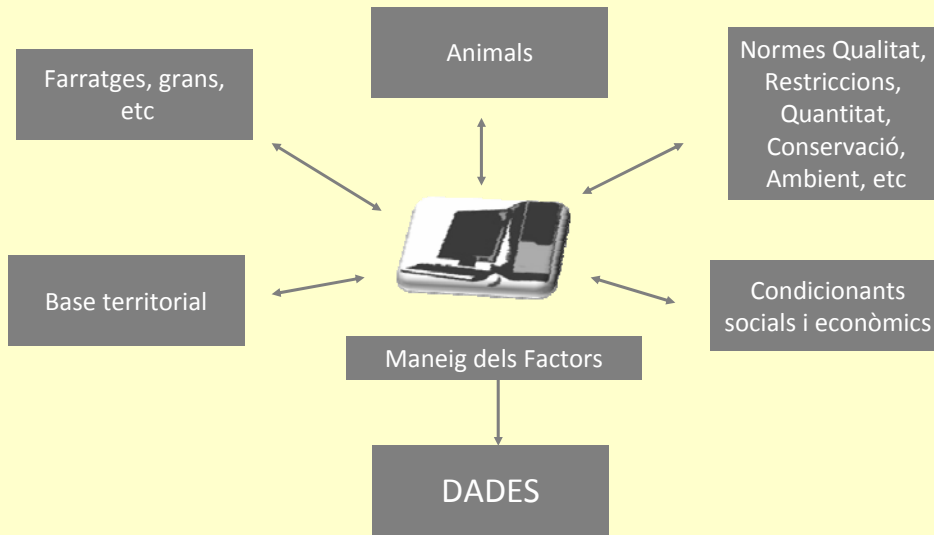 Farratges, grans,
etc
Animals
Normes Qualitat,
Restriccions,
Quantitat,
Conservació,
Ambient, etc
Base territorial
Condicionants
socials i econòmics
Maneig dels Factors
DADES